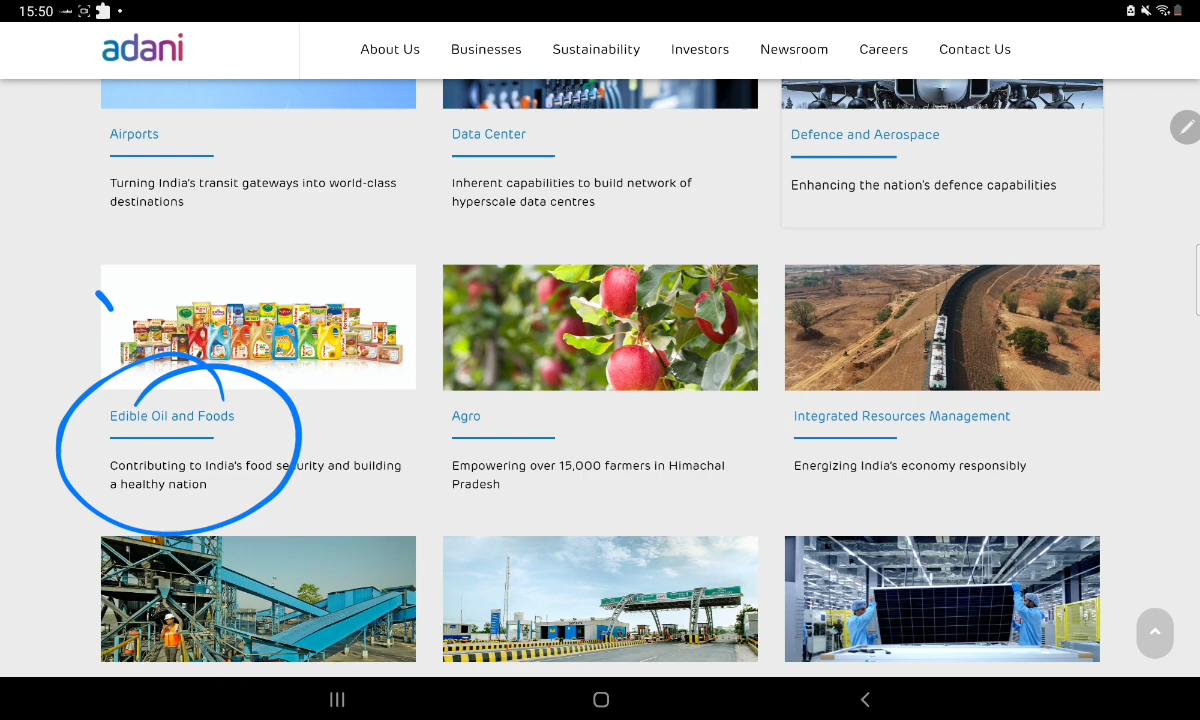 15:50
adani
About Us Businesses Sustainability Investors Newsroom Careers Contact Us
Airports Data Center Defence and Aerospace
Turning India's transit gateways into world-class
destinations
Inherent capabilities to build network of
hyperscale data centres
Enhancing the nation's defence capabilities
Edible Oil and Foods Agro Integrated Resources Management
Contributing to India's food security and building
a healthy nation
Empowering over 15,000 farmers in Himachal
Pradesh
Energizing India's economy responsibly